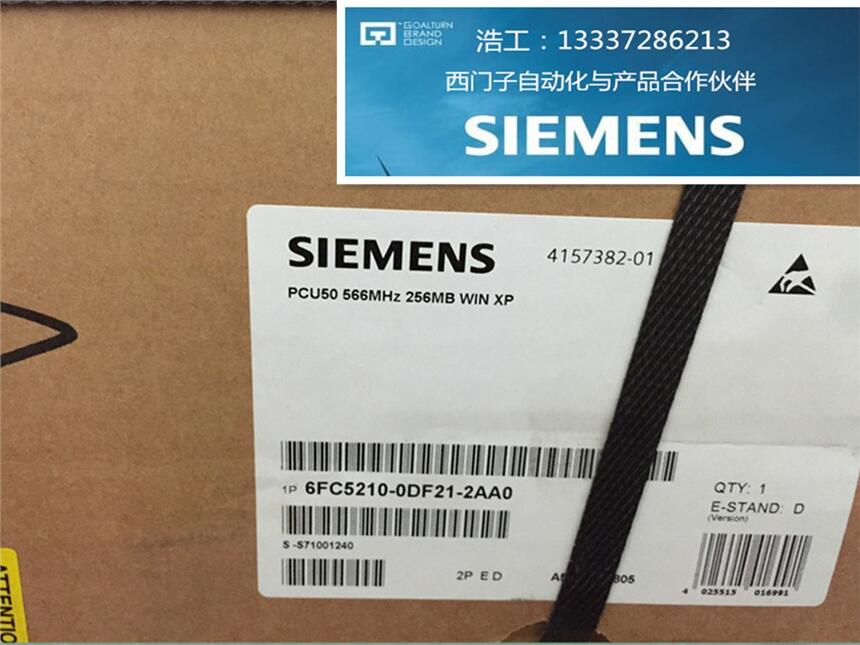 GOALTURN
BRAND
DESIGN
浩工：13337286213
西门子自动化与产品合作伙伴
SIEMENS
SIEMENS 4157382-01
PCU50 566MHz 256MB WIN XP
1P 6FC5210-0DF21-2AA0
QTY: 1
E-STAND: D
(Version)
S -S71001240
2P E D
805
4 025515 016991
ATTENTIO